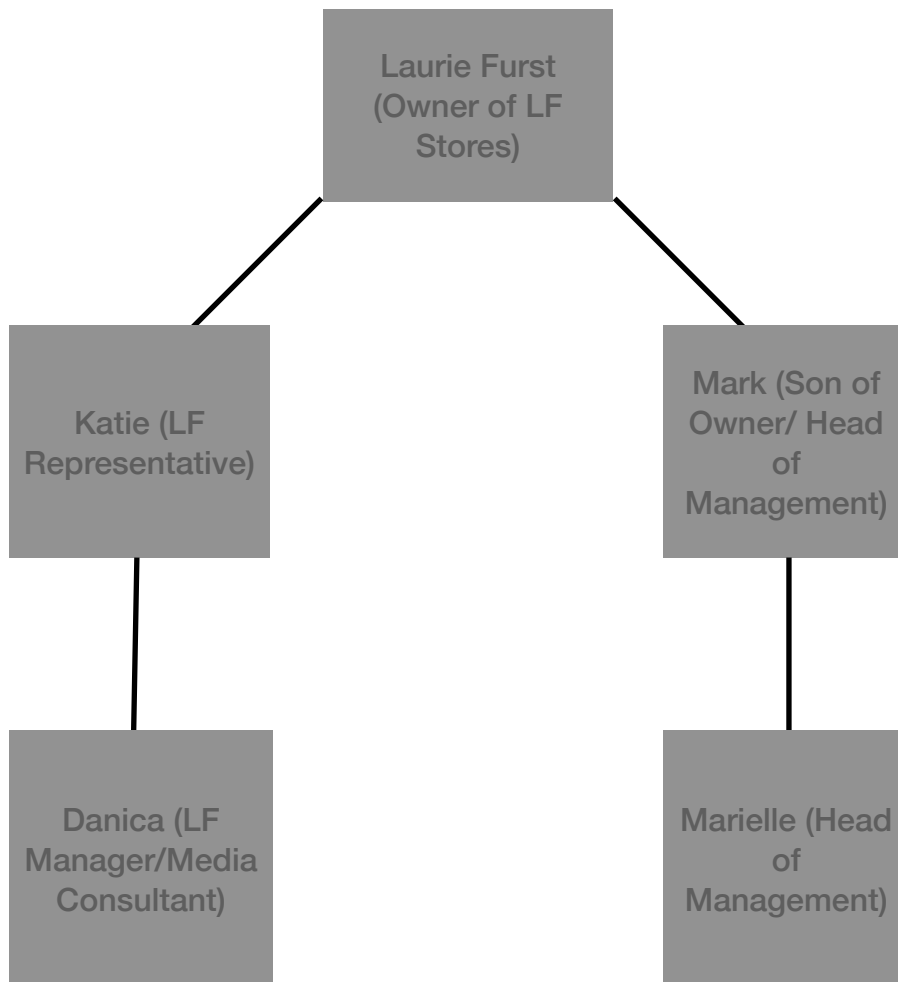 Laurie Furst
(Owner of LF
Stores)
Katie (LF
Representative)
Mark (Son of
Owner/ Head
of
Management)
Danica (LF
Manager/Media
Consultant)
Marielle (Head
of
Management)